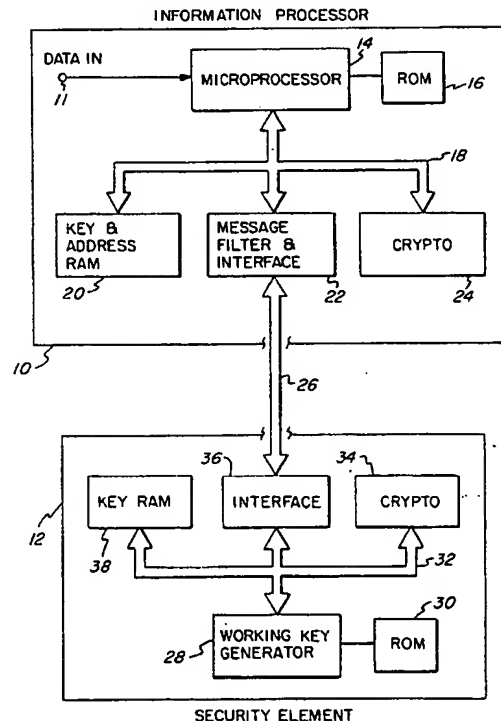 INFORMATION PROCESSOR
DATA IN
11
14
MICROPROCESSOR
ROM
16
18
KEY &
ADDRESS
RAM
20
MESSAGE
FILTER &
INTERFACE
22
CRYPTO
24
10
26
12
KEY RAM
38
36
INTERFACE
34
CRYPTO
32
28
WORKING KEY
GENERATOR
30
ROM
SECURITY ELEMENT